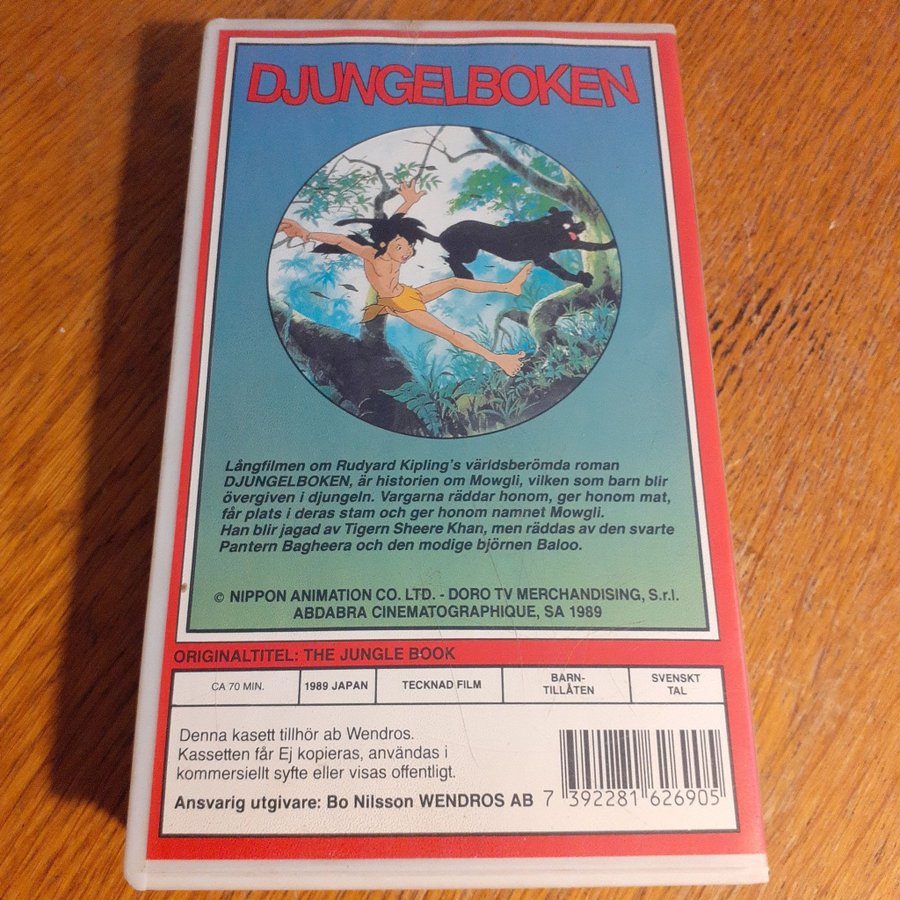 DJUNGELBOKEN
Långfilmen om Rudyard Kipling's världsberömda roman
DJUNGELBOKEN, är historien om Mowgli, vilken som barn blir
övergiven i djungeln. Vargarna räddar honom, ger honom mat,
får plats i deras stam och ger honom namnet Mowgli.
Han blir jagad av Tigern Sheere Khan, men räddas av den svarte
Pantern Bagheera och den modige björnen Baloo.
© NIPPON ANIMATION CO. LTD. - DORO TV MERCHANDISING, S.r.l.
ABDABRA CINEMATOGRAPHIQUE, SA 1989
ORIGINALTITEL: THE JUNGLE BOOK
CA 70 MIN.
1989 JAPAN
TECKNAD FILM
BARN-
TILLÅTEN
SVENSKT
TAL
Denna kasett tillhör ab Wendros.
Kassetten får Ej kopieras, användas i
kommersiellt syfte eller visas offentligt.
Ansvarig utgivare: Bo Nilsson WENDROS AB
7 392281 626905